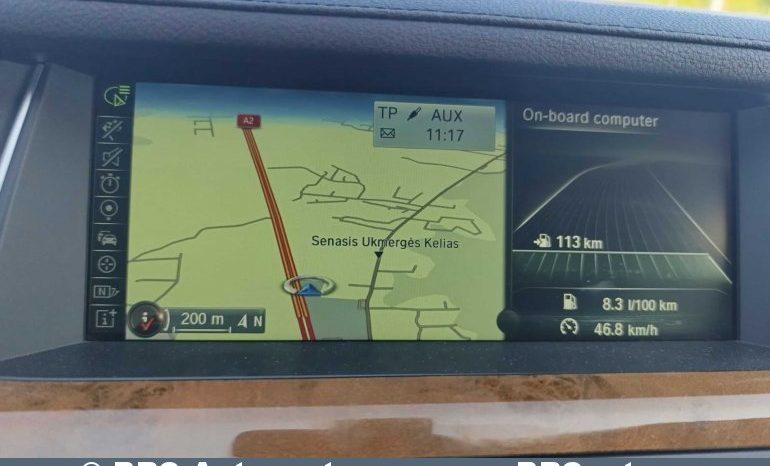 A2
TP AUX
11:17
Senasis Ukmergės Kelias
200 m N
On-board computer
113 km
8.3 l/100 km
46.8 km/h